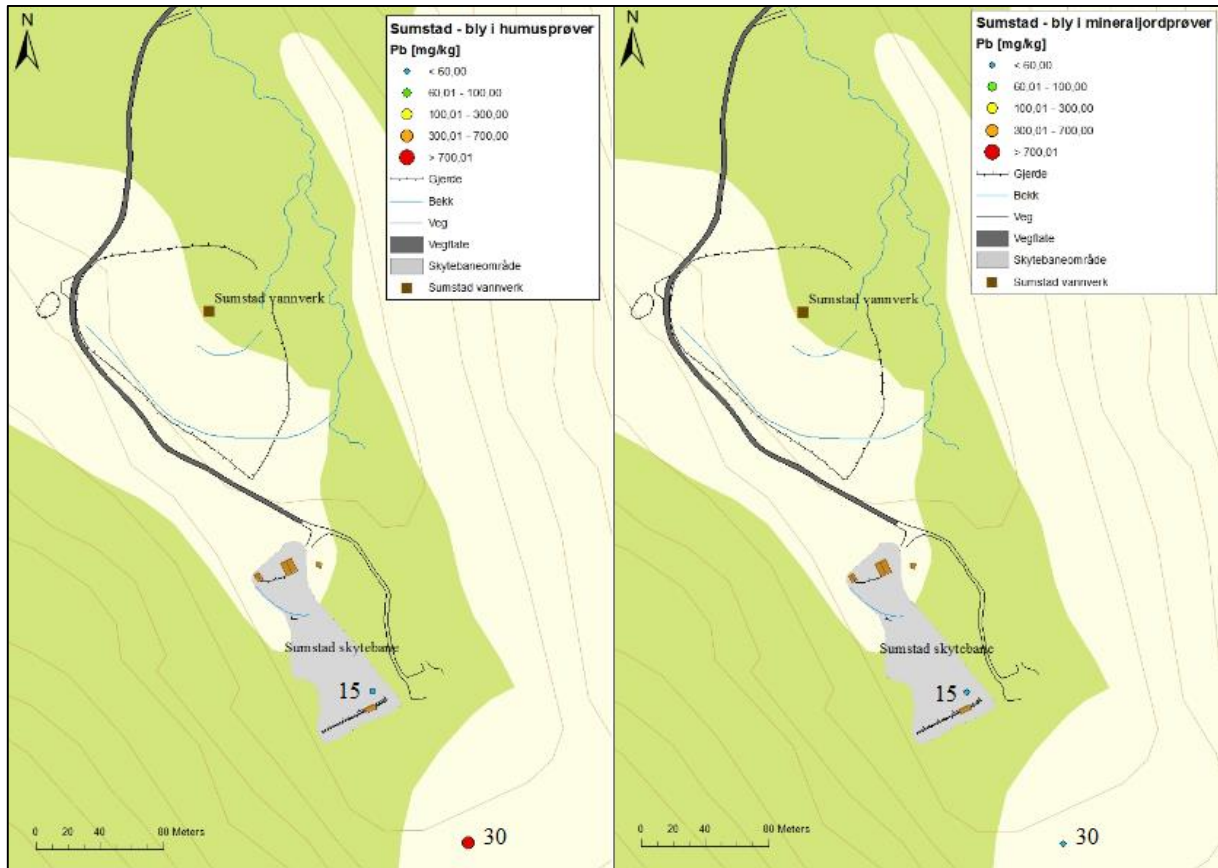 N
Sumstad - bly i humusprøver
Pb [mg/kg]
< 60,00
60,01 - 100,00
100,01 - 300,00
300,01 - 700,00
> 700,01
Gjerde
Bekk
Veg
Vegflate
Skytebaneområde
Sumstad vannverk
Sumstad vannverk
Sumstad skytebane
15
30
0 20 40 80 Meters
N
Sumstad - bly i mineraljordprøver
Pb [mg/kg]
< 60,00
60,01 - 100,00
100,01 - 300,00
300,01 - 700,00
> 700,01
Gjerde
Bekk
Veg
Vegflate
Skytebaneområde
Sumstad vannverk
Sumstad vannverk
Sumstad skytebane
15
30
0 20 40 80 Meters